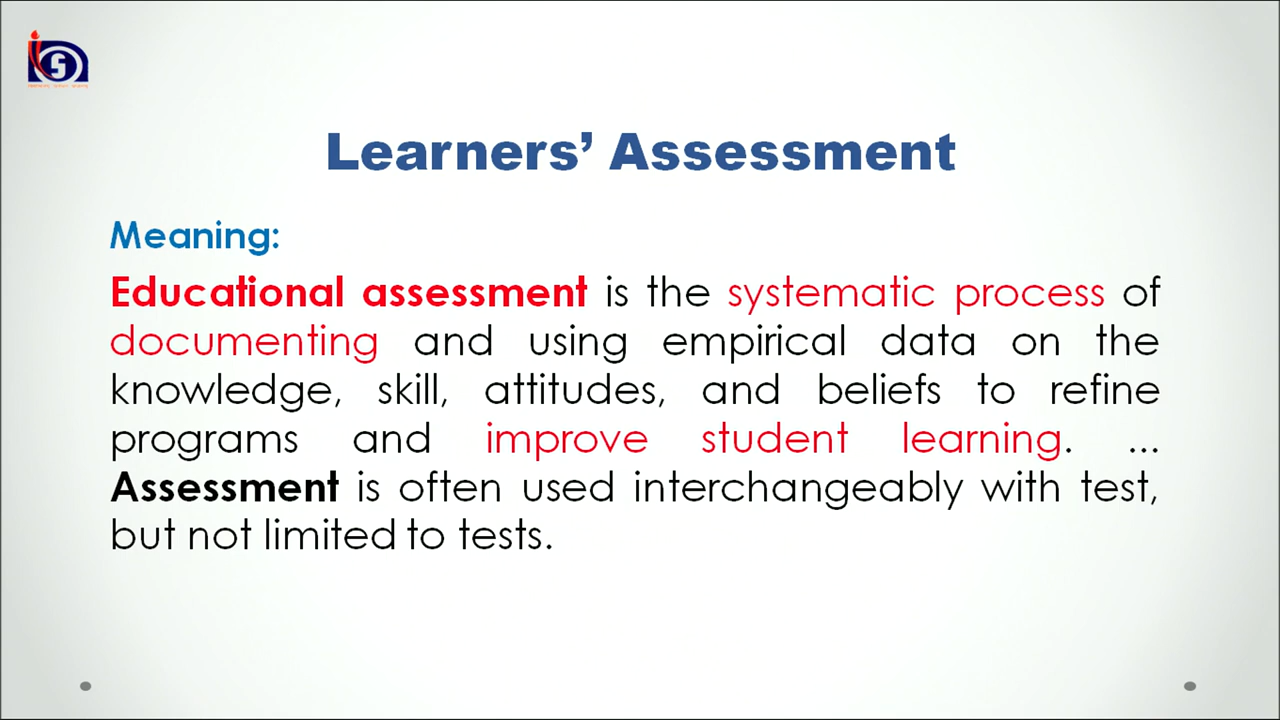 Learners’ Assessment
Meaning:
Educational assessment is the systematic process of
documenting and using empirical data on the
knowledge, skill, attitudes, and beliefs to refine
programs and improve student learning. ...
Assessment is often used interchangeably with test,
but not limited to tests.